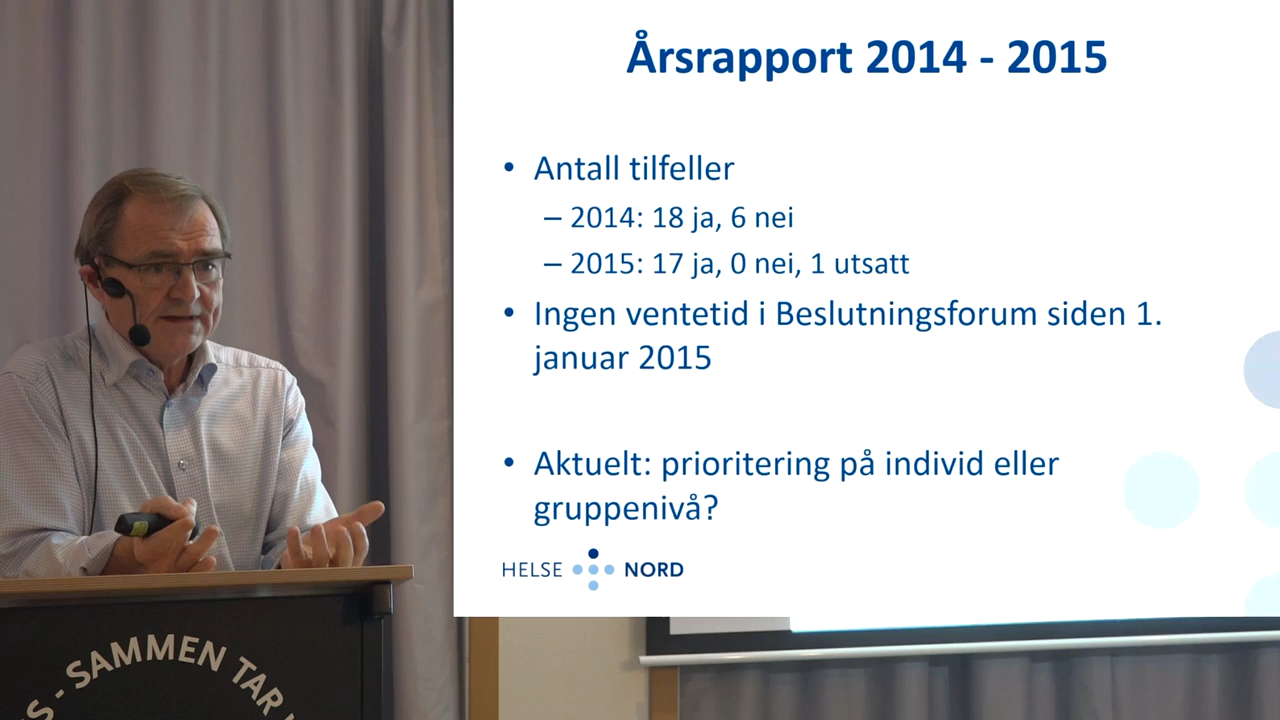 Årsrapport 2014 - 2015
• Antall tilfeller
– 2014: 18 ja, 6 nei
– 2015: 17 ja, 0 nei, 1 utsatt
• Ingen ventetid i Beslutningsforum siden 1.
januar 2015
• Aktuelt: prioritering på individ eller
gruppenivå?
HELSE NORD
- SAMMEN TAR